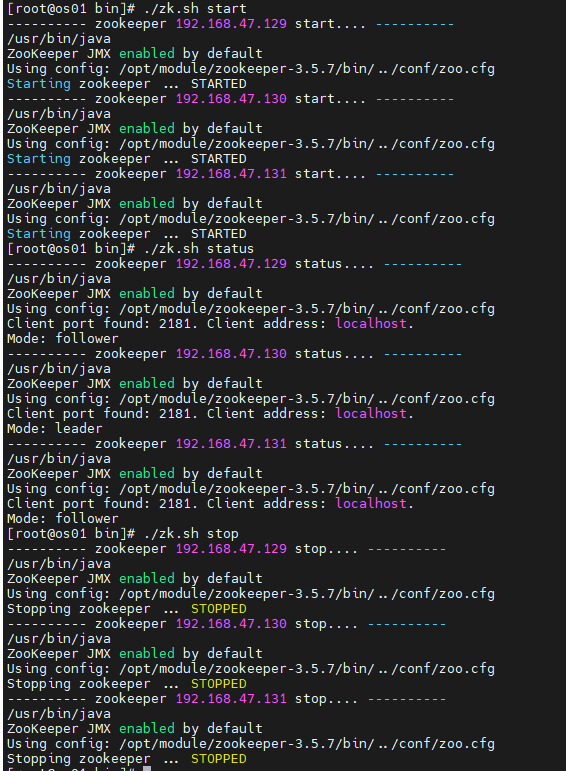 [root@os01 bin]# ./zk.sh start
---------- zookeeper 192.168.47.129 start.... ----------
/usr/bin/java
ZooKeeper JMX enabled by default
Using config: /opt/module/zookeeper-3.5.7/bin/../conf/zoo.cfg
Starting zookeeper ... STARTED
---------- zookeeper 192.168.47.130 start.... ----------
/usr/bin/java
ZooKeeper JMX enabled by default
Using config: /opt/module/zookeeper-3.5.7/bin/../conf/zoo.cfg
Starting zookeeper ... STARTED
---------- zookeeper 192.168.47.131 start.... ----------
/usr/bin/java
ZooKeeper JMX enabled by default
Using config: /opt/module/zookeeper-3.5.7/bin/../conf/zoo.cfg
Starting zookeeper ... STARTED
[root@os01 bin]# ./zk.sh status
---------- zookeeper 192.168.47.129 status.... ----------
/usr/bin/java
ZooKeeper JMX enabled by default
Using config: /opt/module/zookeeper-3.5.7/bin/../conf/zoo.cfg
Client port found: 2181. Client address: localhost.
Mode: follower
---------- zookeeper 192.168.47.130 status.... ----------
/usr/bin/java
ZooKeeper JMX enabled by default
Using config: /opt/module/zookeeper-3.5.7/bin/../conf/zoo.cfg
Client port found: 2181. Client address: localhost.
Mode: leader
---------- zookeeper 192.168.47.131 status.... ----------
/usr/bin/java
ZooKeeper JMX enabled by default
Using config: /opt/module/zookeeper-3.5.7/bin/../conf/zoo.cfg
Client port found: 2181. Client address: localhost.
Mode: follower
[root@os01 bin]# ./zk.sh stop
---------- zookeeper 192.168.47.129 stop.... ----------
/usr/bin/java
ZooKeeper JMX enabled by default
Using config: /opt/module/zookeeper-3.5.7/bin/../conf/zoo.cfg
Stopping zookeeper ... STOPPED
---------- zookeeper 192.168.47.130 stop.... ----------
/usr/bin/java
ZooKeeper JMX enabled by default
Using config: /opt/module/zookeeper-3.5.7/bin/../conf/zoo.cfg
Stopping zookeeper ... STOPPED
---------- zookeeper 192.168.47.131 stop.... ----------
/usr/bin/java
ZooKeeper JMX enabled by default
Using config: /opt/module/zookeeper-3.5.7/bin/../conf/zoo.cfg
Stopping zookeeper ... STOPPED
[root@os01 bin]#